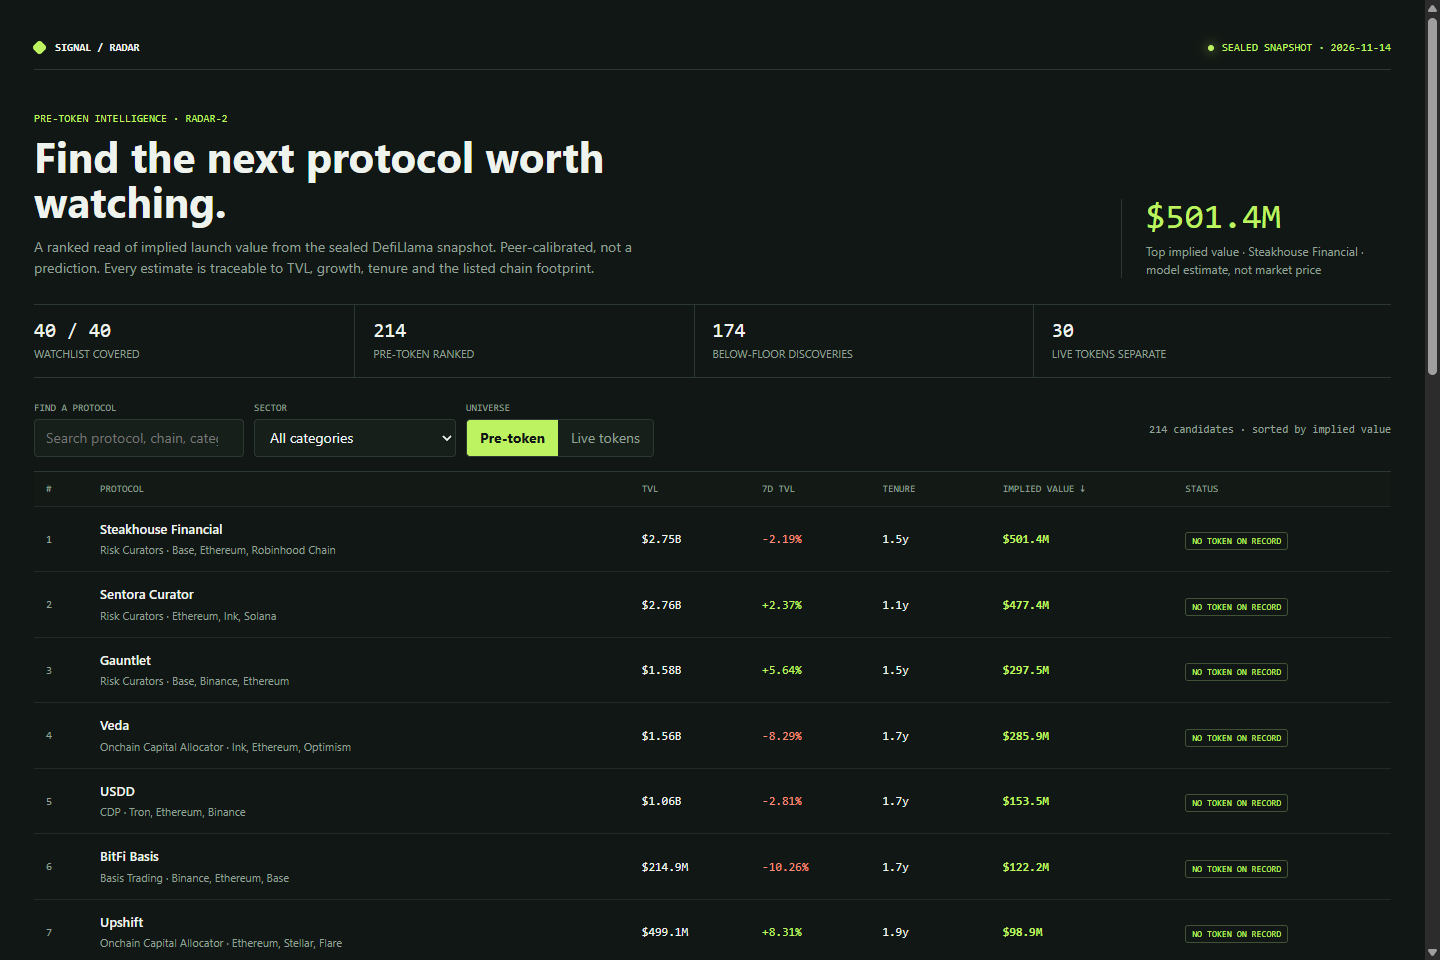 SIGNAL / RADAR
SEALED SNAPSHOT · 2026-11-14
PRE-TOKEN INTELLIGENCE · RADAR-2
Find the next protocol worth
watching.
A ranked read of implied launch value from the sealed DefiLlama snapshot. Peer-calibrated, not a
prediction. Every estimate is traceable to TVL, growth, tenure and the listed chain footprint.
$501.4M
Top implied value · Steakhouse Financial ·
model estimate, not market price
40 / 40
WATCHLIST COVERED
214
PRE-TOKEN RANKED
174
BELOW-FLOOR DISCOVERIES
30
LIVE TOKENS SEPARATE
FIND A PROTOCOL
Search protocol, chain, categ
SECTOR
All categories
UNIVERSE
Pre-token
Live tokens
214 candidates · sorted by implied value
# PROTOCOL TVL 7D TVL TENURE IMPLIED VALUE ↓ STATUS
1 Steakhouse Financial $2.75B -2.19% 1.5y $501.4M NO TOKEN ON RECORD
Risk Curators · Base, Ethereum, Robinhood Chain
2 Sentora Curator $2.76B +2.37% 1.1y $477.4M NO TOKEN ON RECORD
Risk Curators · Ethereum, Ink, Solana
3 Gauntlet $1.58B +5.64% 1.5y $297.5M NO TOKEN ON RECORD
Risk Curators · Base, Binance, Ethereum
4 Veda $1.56B -8.29% 1.7y $285.9M NO TOKEN ON RECORD
Onchain Capital Allocator · Ink, Ethereum, Optimism
5 USDD $1.06B -2.81% 1.7y $153.5M NO TOKEN ON RECORD
CDP · Tron, Ethereum, Binance
6 BitFi Basis $214.9M -10.26% 1.7y $122.2M NO TOKEN ON RECORD
Basis Trading · Binance, Ethereum, Base
7 Upshift $499.1M +8.31% 1.9y $98.9M NO TOKEN ON RECORD
Onchain Capital Allocator · Ethereum, Stellar, Flare